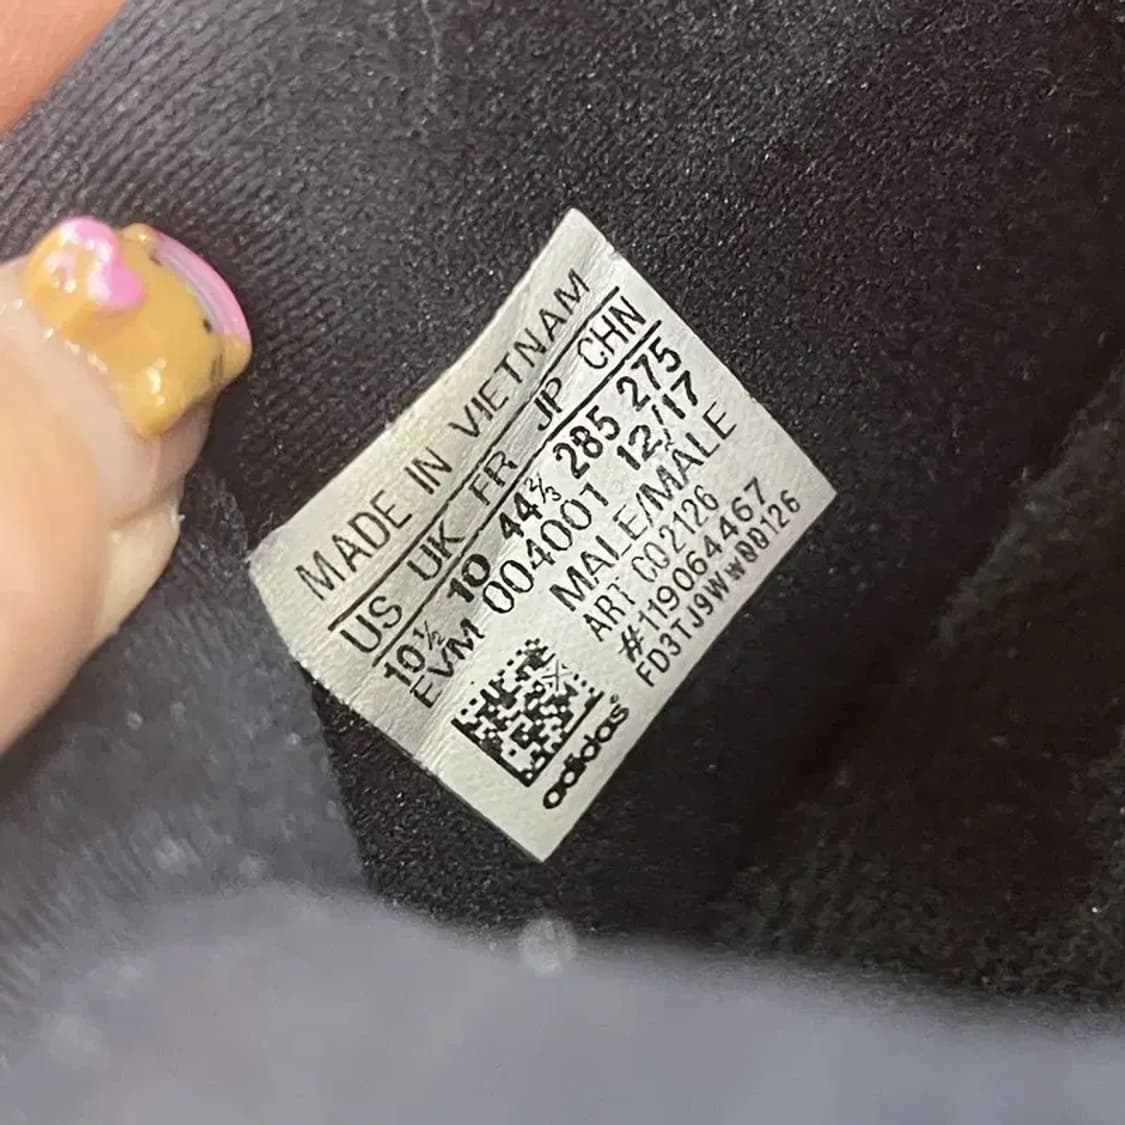 MADE IN VIETNAM
US UK FR JP CHN
10½ 10 44⅔ 285 275
EVM 004001 12/17
MALE/MÂLE
ART CQ2126
#119064467
FD3TJ9Ww00126
adidas